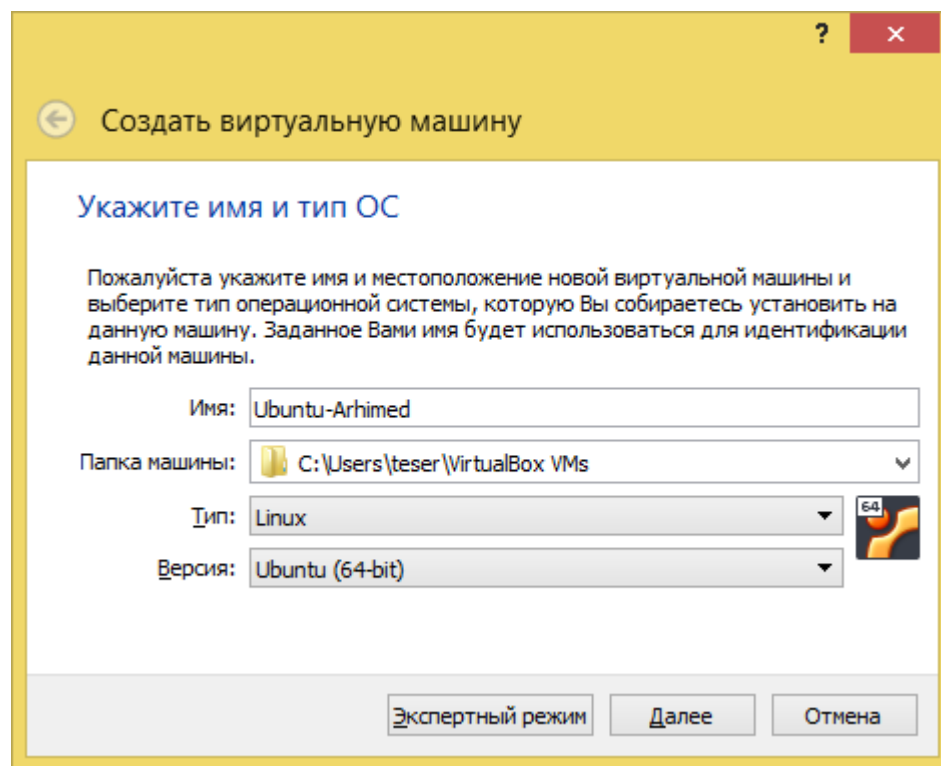 ?
Создать виртуальную машину
Укажите имя и тип ОС
Пожалуйста укажите имя и местоположение новой виртуальной машины и
выберите тип операционной системы, которую Вы собираетесь установить на
данную машину. Заданное Вами имя будет использоваться для идентификации
данной машины.
Имя: Ubuntu-Arhimed
Папка машины: C:\Users\teser\VirtualBox VMs
Тип: Linux
64
Версия: Ubuntu (64-bit)
Экспертный режим Далее Отмена